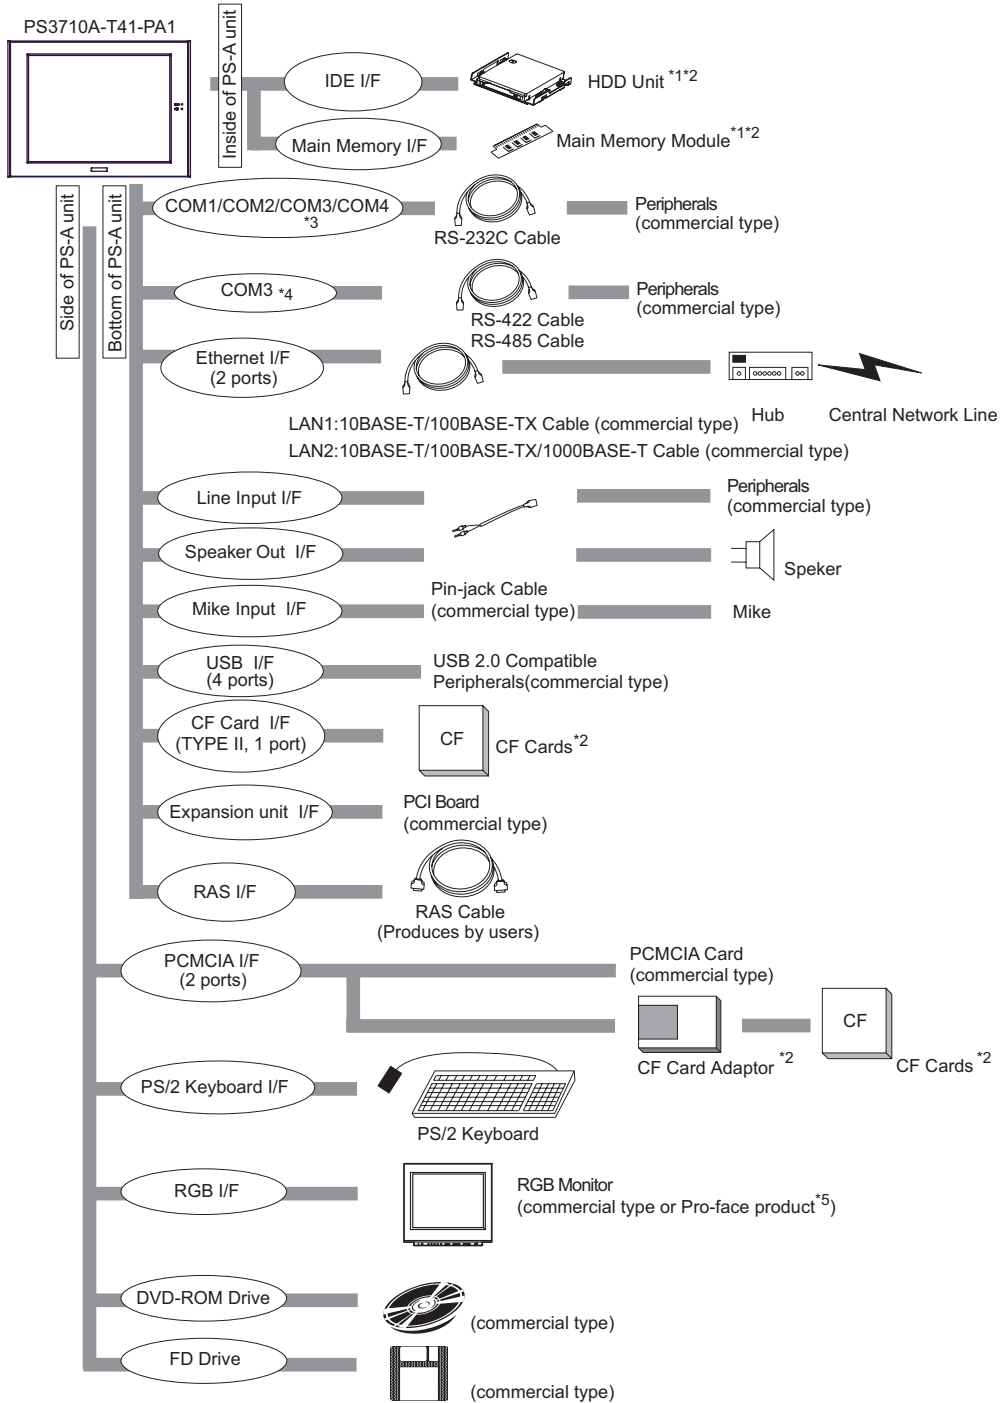 PS3710A-T41-PA1
Inside of PS-A unit
IDE I/F
HDD Unit *1*2
Main Memory I/F
Main Memory Module*1*2
Side of PS-A unit
Bottom of PS-A unit
COM1/COM2/COM3/COM4
*3
RS-232C Cable
Peripherals
(commercial type)
COM3 *4
RS-422 Cable
RS-485 Cable
Peripherals
(commercial type)
Ethernet I/F
(2 ports)
Hub
Central Network Line
LAN1:10BASE-T/100BASE-TX Cable (commercial type)
LAN2:10BASE-T/100BASE-TX/1000BASE-T Cable (commercial type)
Line Input I/F
Peripherals
(commercial type)
Speaker Out I/F
Speker
Mike Input I/F
Pin-jack Cable
(commercial type)
Mike
USB I/F
(4 ports)
USB 2.0 Compatible
Peripherals(commercial type)
CF Card I/F
(TYPE II, 1 port)
CF
CF Cards*2
Expansion unit I/F
PCI Board
(commercial type)
RAS I/F
RAS Cable
(Produces by users)
PCMCIA I/F
(2 ports)
PCMCIA Card
(commercial type)
CF Card Adaptor *2
CF
CF Cards*2
PS/2 Keyboard I/F
PS/2 Keyboard
RGB I/F
RGB Monitor
(commercial type or Pro-face product*5)
DVD-ROM Drive
(commercial type)
FD Drive
(commercial type)